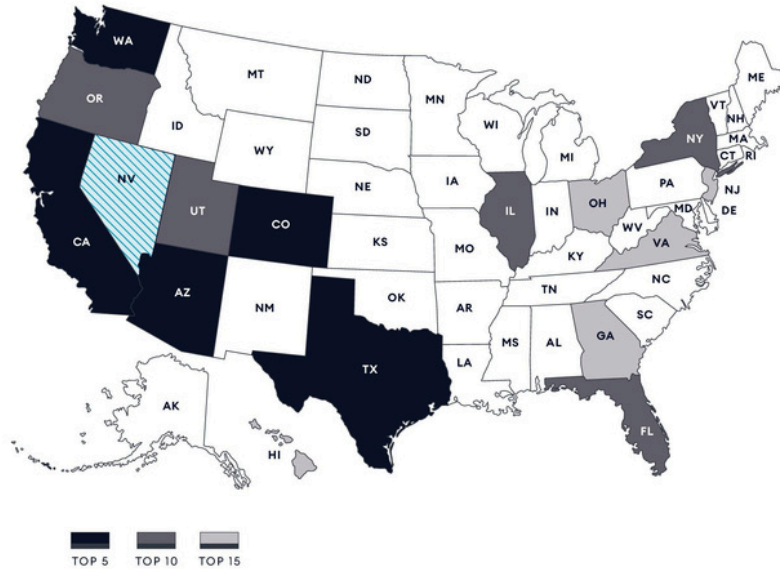 WA
ME
MT
ND
MN
VT
NH
OR
ID
SD
WI
NY
MA
MI
CT
RI
WY
NV
UT
CO
NE
IA
PA
NJ
IL
IN
OH
MD
DE
CA
KS
MO
WV
VA
KY
AZ
NM
OK
AR
TN
NC
SC
TX
LA
MS
AL
GA
AK
HI
FL
TOP 5
TOP 10
TOP 15